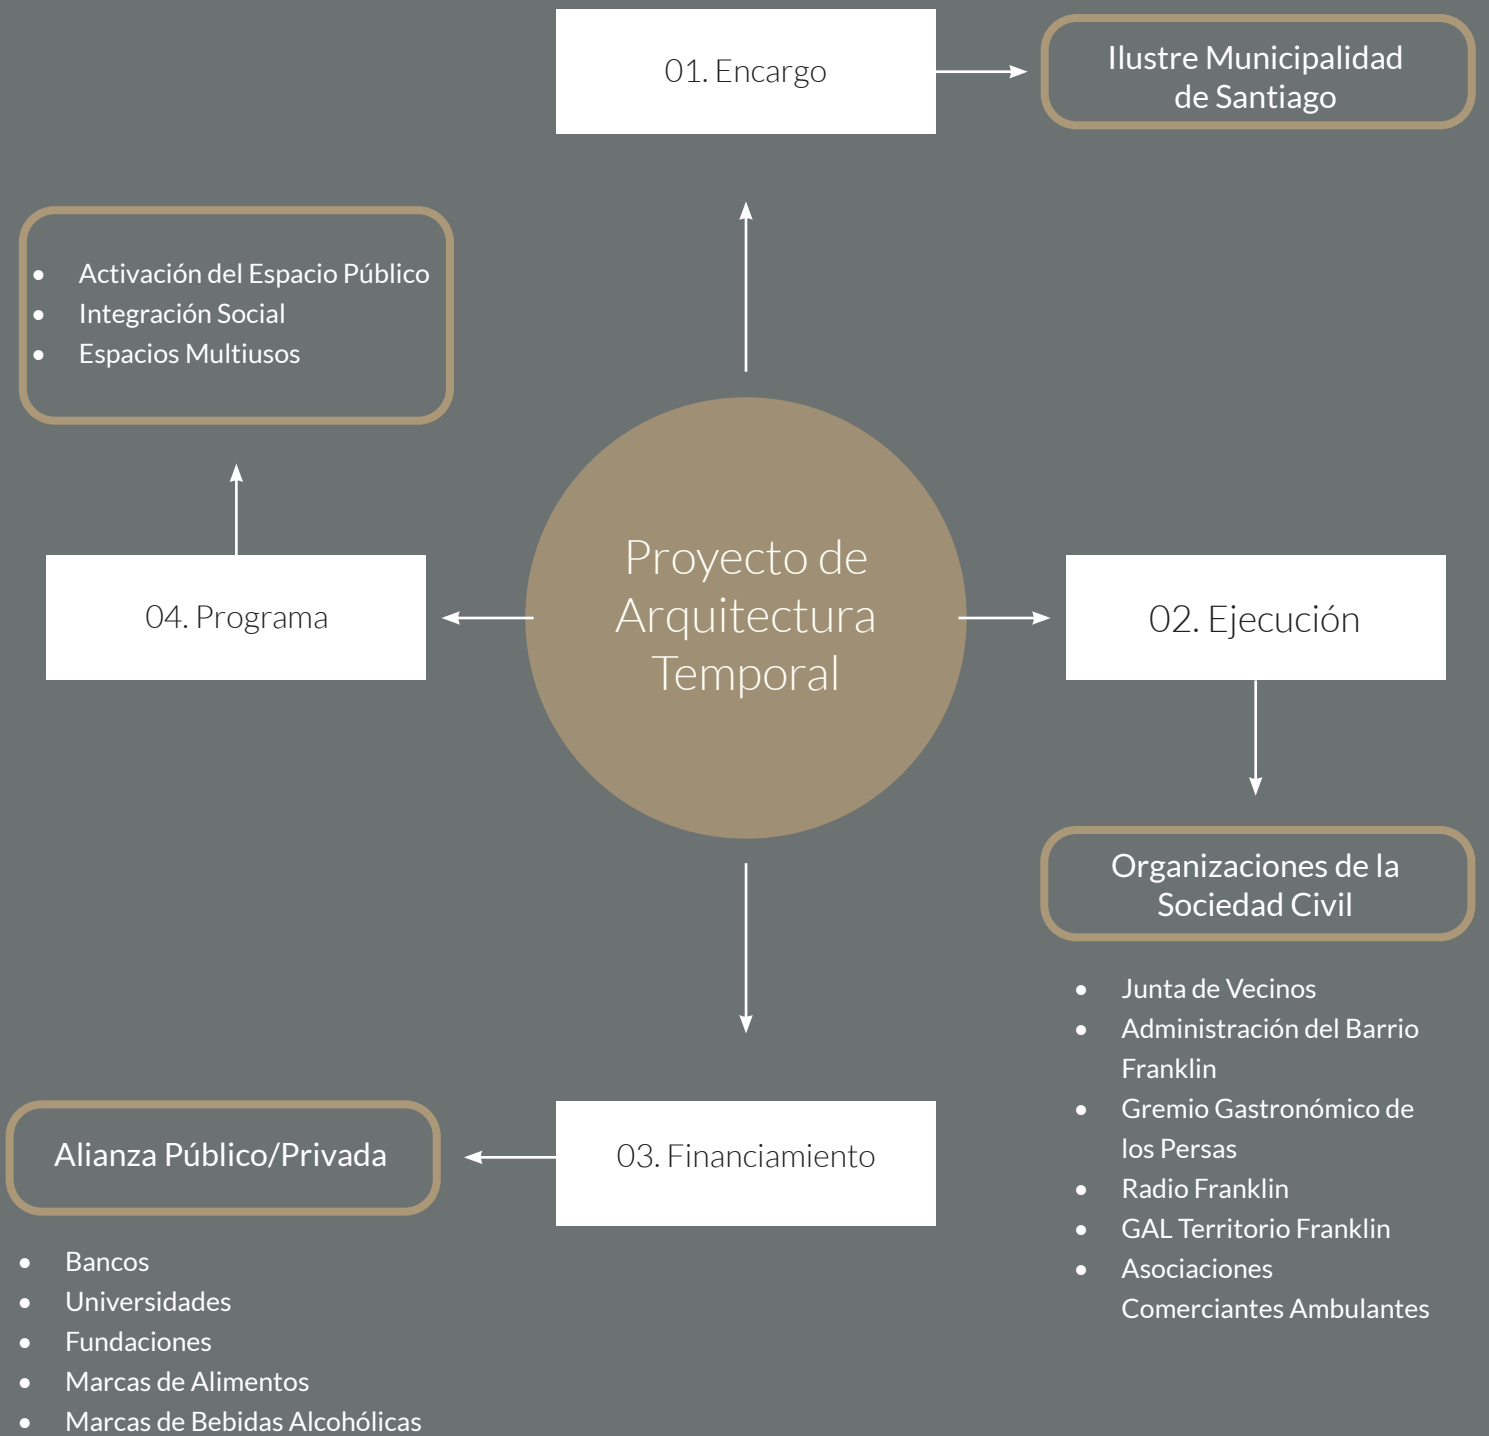 01. Encargo
Ilustre Municipalidad
de Santiago
• Activación del Espacio Público
• Integración Social
• Espacios Multiusos
Proyecto de
Arquitectura
Temporal
04. Programa
02. Ejecución
Organizaciones de la
Sociedad Civil
• Junta de Vecinos
• Administración del Barrio
Franklin
• Gremio Gastronómico de
los Persas
• Radio Franklin
• GAL Territorio Franklin
• Asociaciones
Comerciantes Ambulantes
03. Financiamiento
Alianza Público/Privada
• Bancos
• Universidades
• Fundaciones
• Marcas de Alimentos
• Marcas de Bebidas Alcohólicas